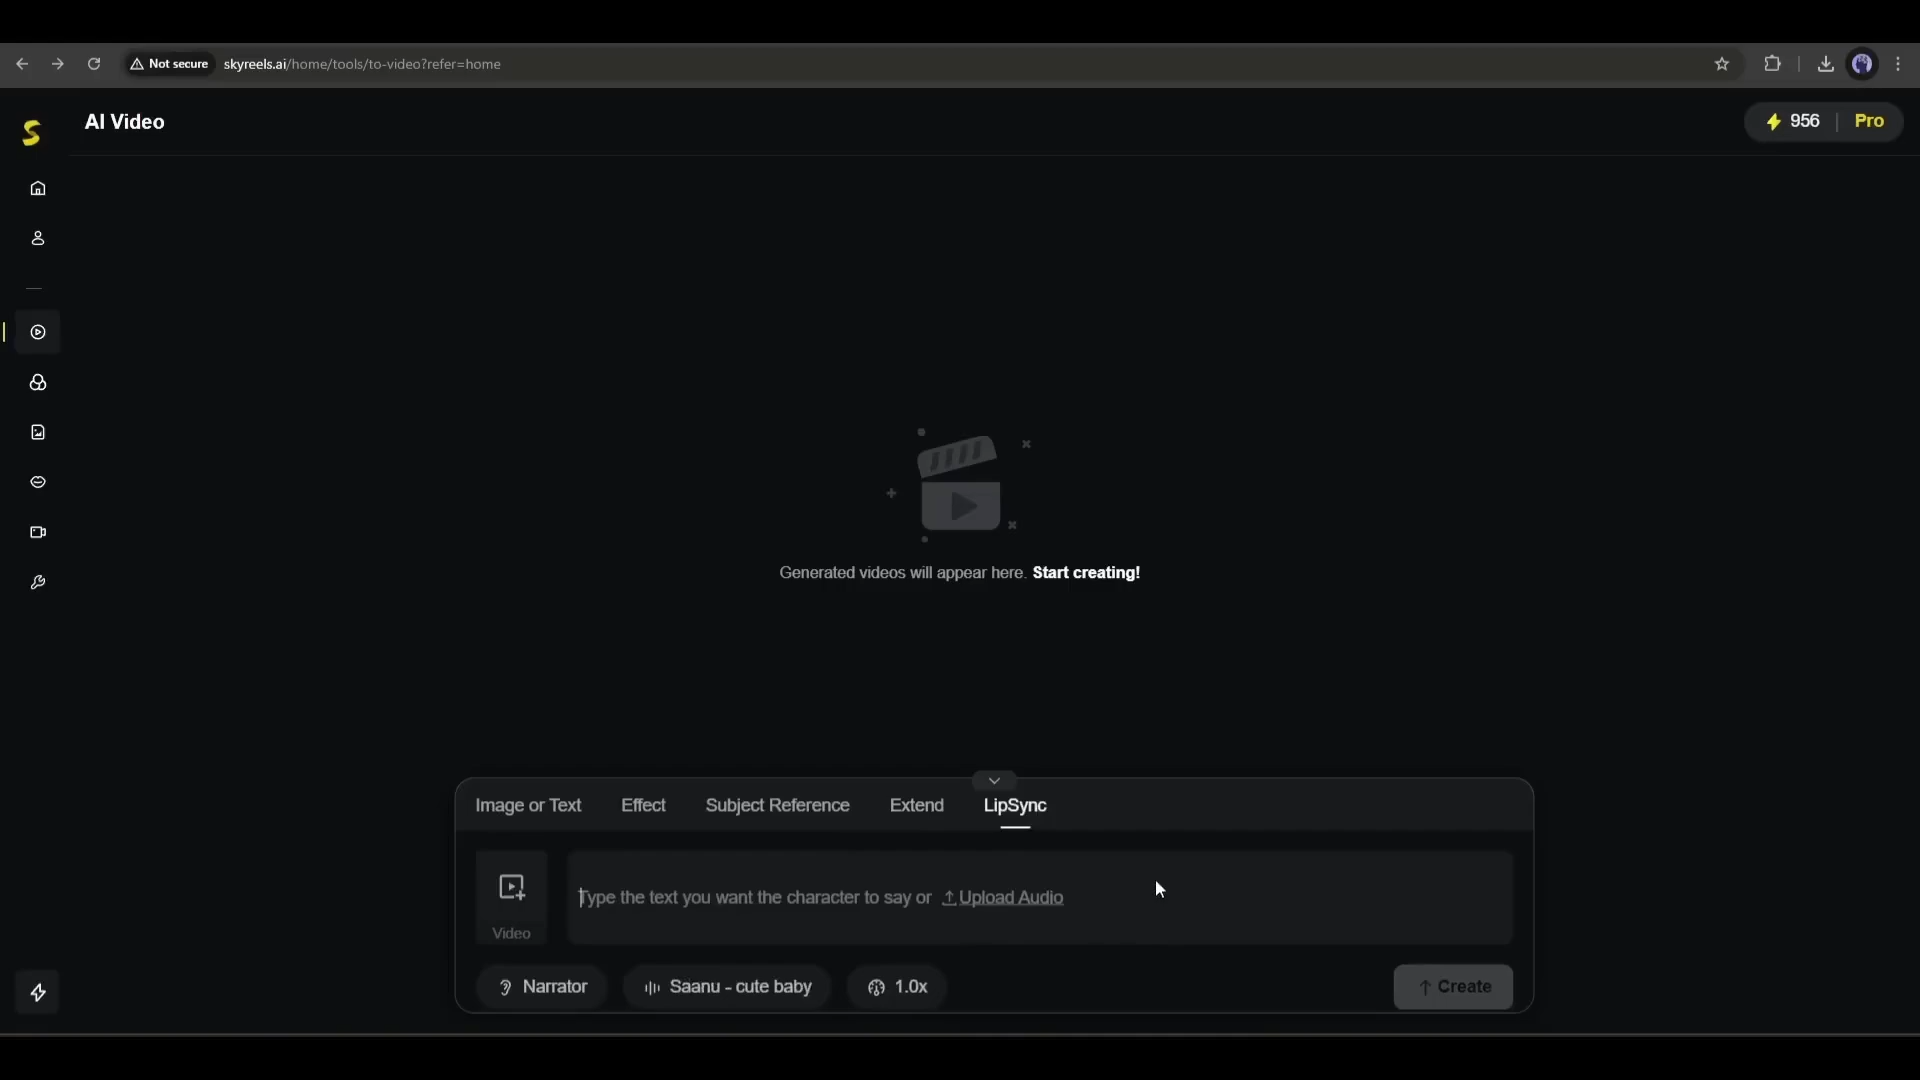 Not secure
skyreels.ai/home/tools/to-video?refer=home
AI Video
956
Pro
Generated videos will appear here. Start creating!
Image or Text
Effect
Subject Reference
Extend
LipSync
Video
Type the text you want the character to say or Upload Audio
Narrator
Saanu - cute baby
1.0x
Create